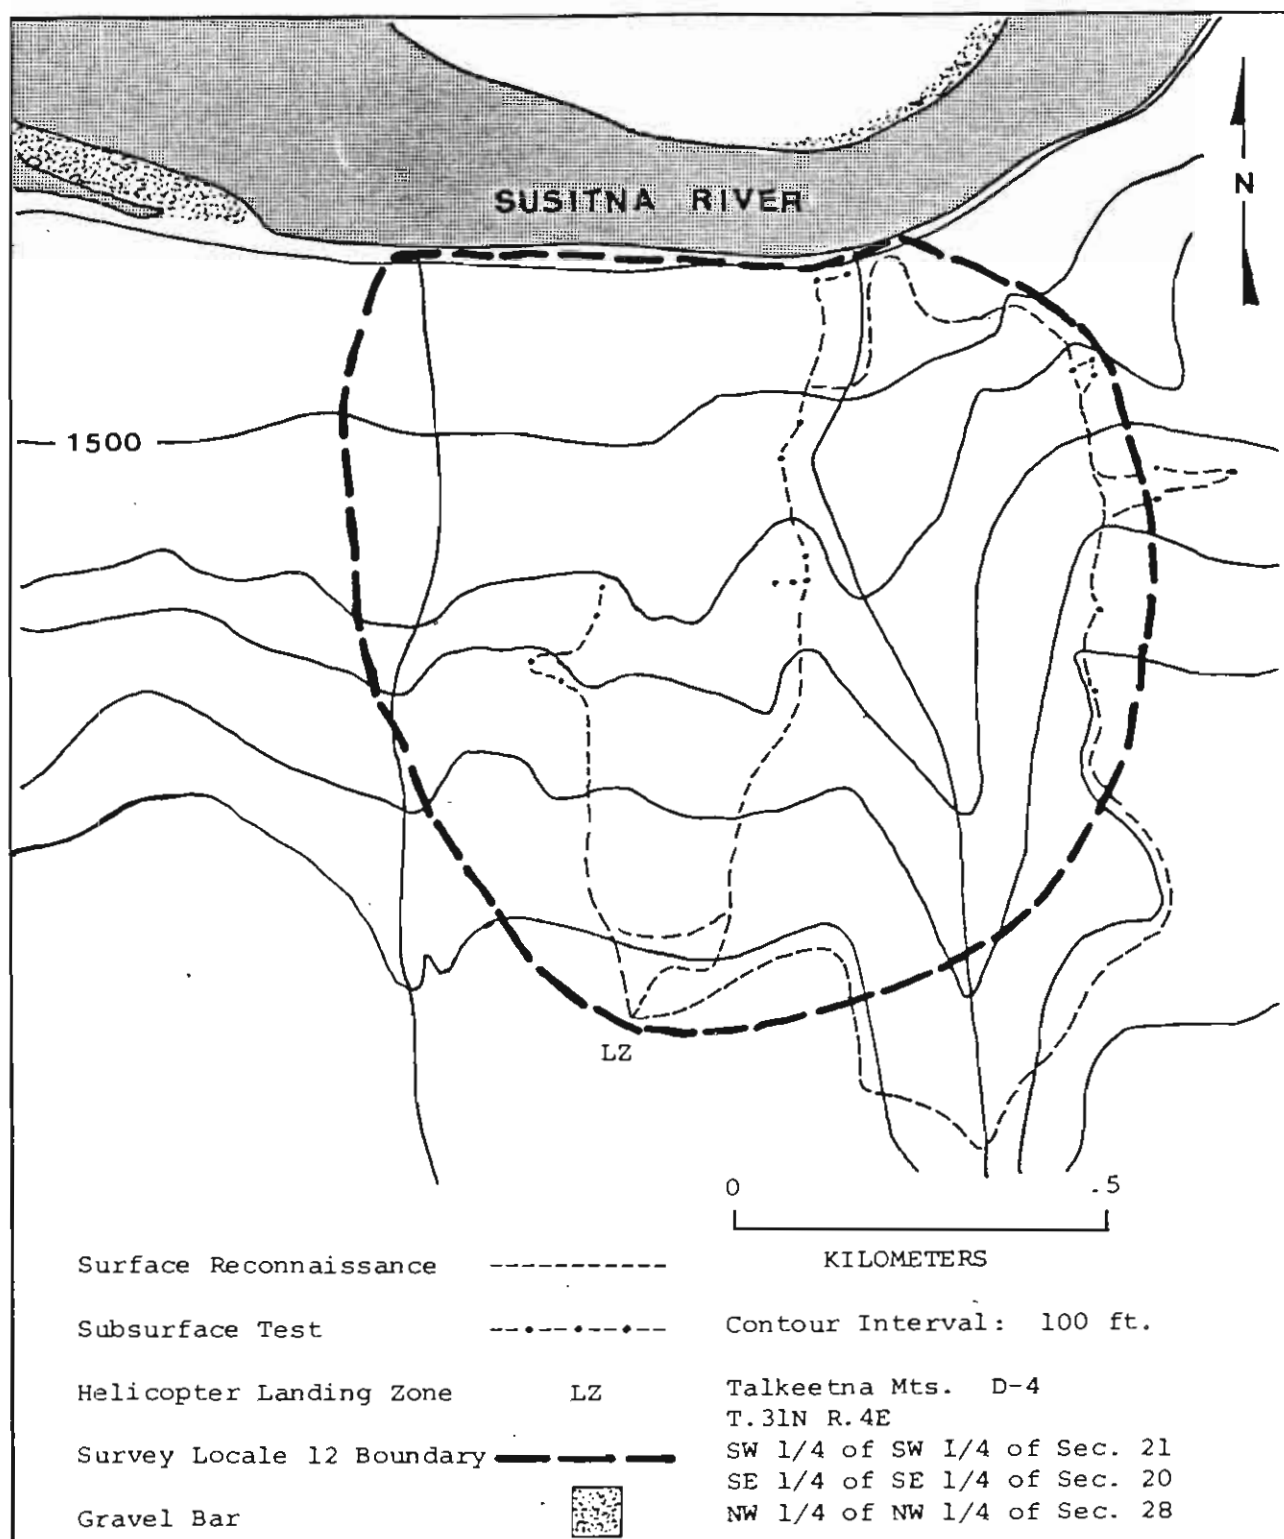 SUSITNA RIVER
N
1500
LZ
0 .5
KILOMETERS
Surface Reconnaissance
Subsurface Test
Helicopter Landing Zone LZ
Survey Locale 12 Boundary
Gravel Bar
Contour Interval: 100 ft.
Talkeetna Mts. D-4
T.31N R.4E
SW 1/4 of SW I/4 of Sec. 21
SE 1/4 of SE 1/4 of Sec. 20
NW 1/4 of NW 1/4 of Sec. 28